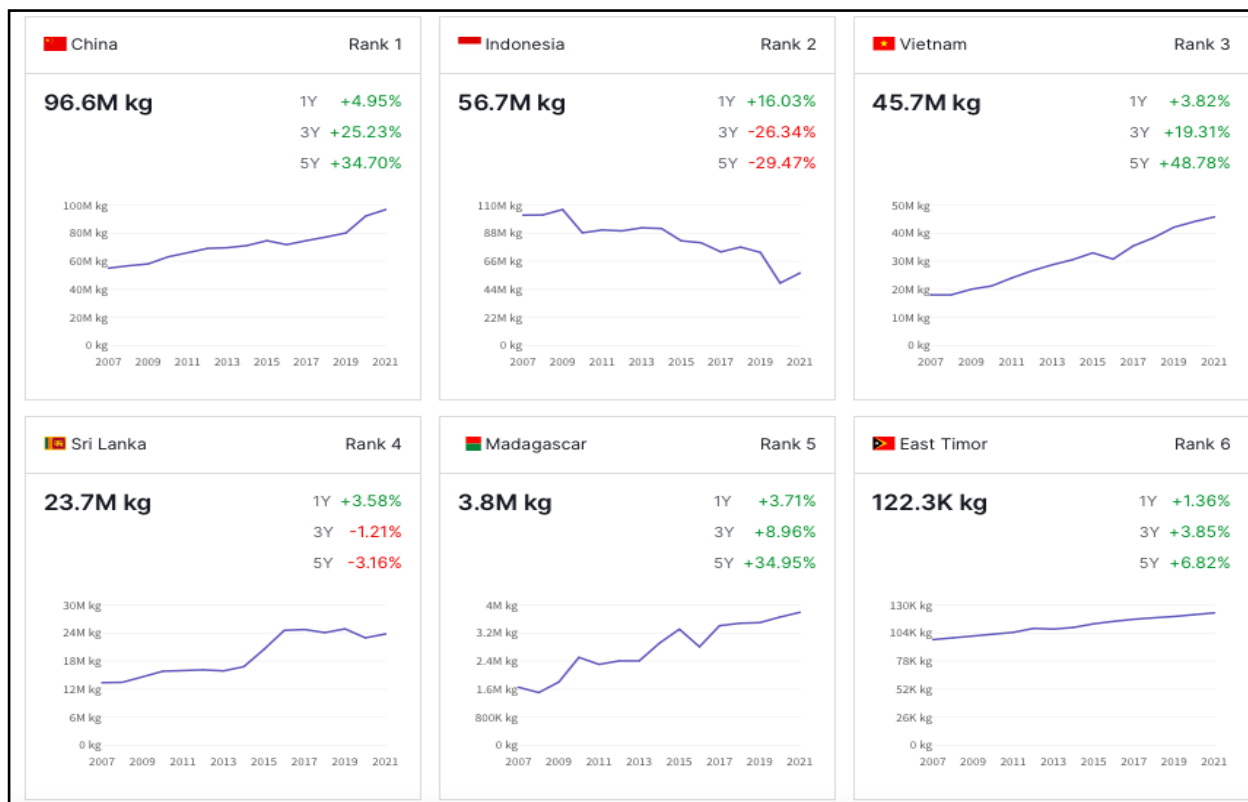 China Rank 1
96.6M kg
1Y +4.95%
3Y +25.23%
5Y +34.70%
100M kg
80M kg
60M kg
40M kg
20M kg
0 kg
2007 2009 2011 2013 2015 2017 2019 2021
Indonesia Rank 2
56.7M kg
1Y +16.03%
3Y -26.34%
5Y -29.47%
110M kg
88M kg
66M kg
44M kg
22M kg
0 kg
2007 2009 2011 2013 2015 2017 2019 2021
Vietnam Rank 3
45.7M kg
1Y +3.82%
3Y +19.31%
5Y +48.78%
50M kg
40M kg
30M kg
20M kg
10M kg
0 kg
2007 2009 2011 2013 2015 2017 2019 2021
Sri Lanka Rank 4
23.7M kg
1Y +3.58%
3Y -1.21%
5Y -3.16%
30M kg
24M kg
18M kg
12M kg
6M kg
0 kg
2007 2009 2011 2013 2015 2017 2019 2021
Madagascar Rank 5
3.8M kg
1Y +3.71%
3Y +8.96%
5Y +34.95%
4M kg
3.2M kg
2.4M kg
1.6M kg
800K kg
0 kg
2007 2009 2011 2013 2015 2017 2019 2021
East Timor Rank 6
122.3K kg
1Y +1.36%
3Y +3.85%
5Y +6.82%
130K kg
104K kg
78K kg
52K kg
26K kg
0 kg
2007 2009 2011 2013 2015 2017 2019 2021